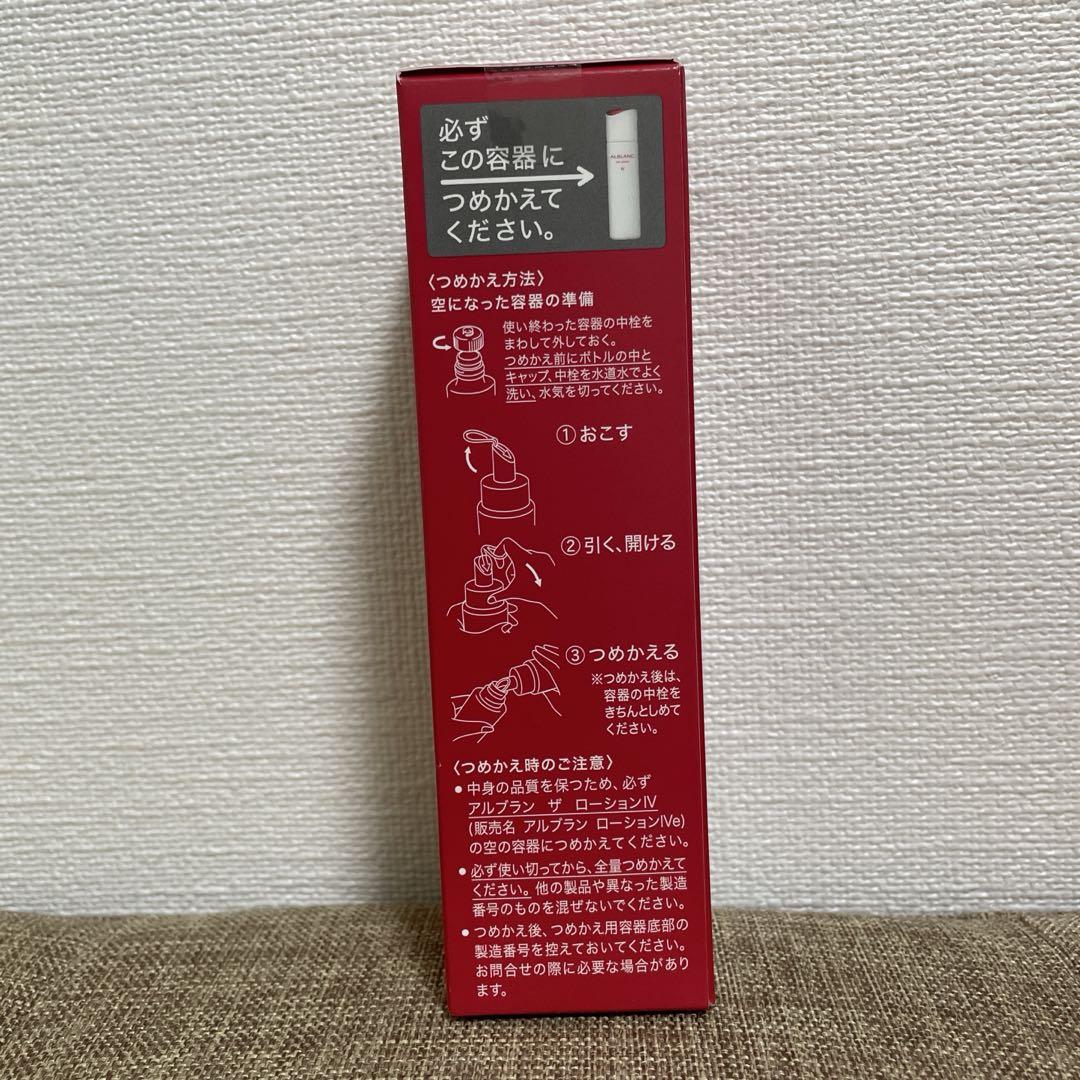 必ず
この容器に
つめかえて
ください。
ALBLANC
IV
〈つめかえ方法〉
空になった容器の準備
使い終わった容器の中栓を
まわして外しておく。
つめかえ前にボトルの中と
キャップ、中栓を水道水でよく
洗い、水気を切ってください。
①おこす
②引く、開ける
③つめかえる
※つめかえ後は、
容器の中栓を
きちんとしめて
ください。
〈つめかえ時のご注意〉
●中身の品質を保つため、必ず
アルブラン ザ ローションⅣ
(販売名 アルブラン ローションⅣe)
の空の容器につめかえてください。
●必ず使い切ってから、全量つめかえて
ください。他の製品や異なった製造
番号のものを混ぜないでください。
●つめかえ後、つめかえ用容器底部の
製造番号を控えておいてください。
お問合せの際に必要な場合があり
ます。